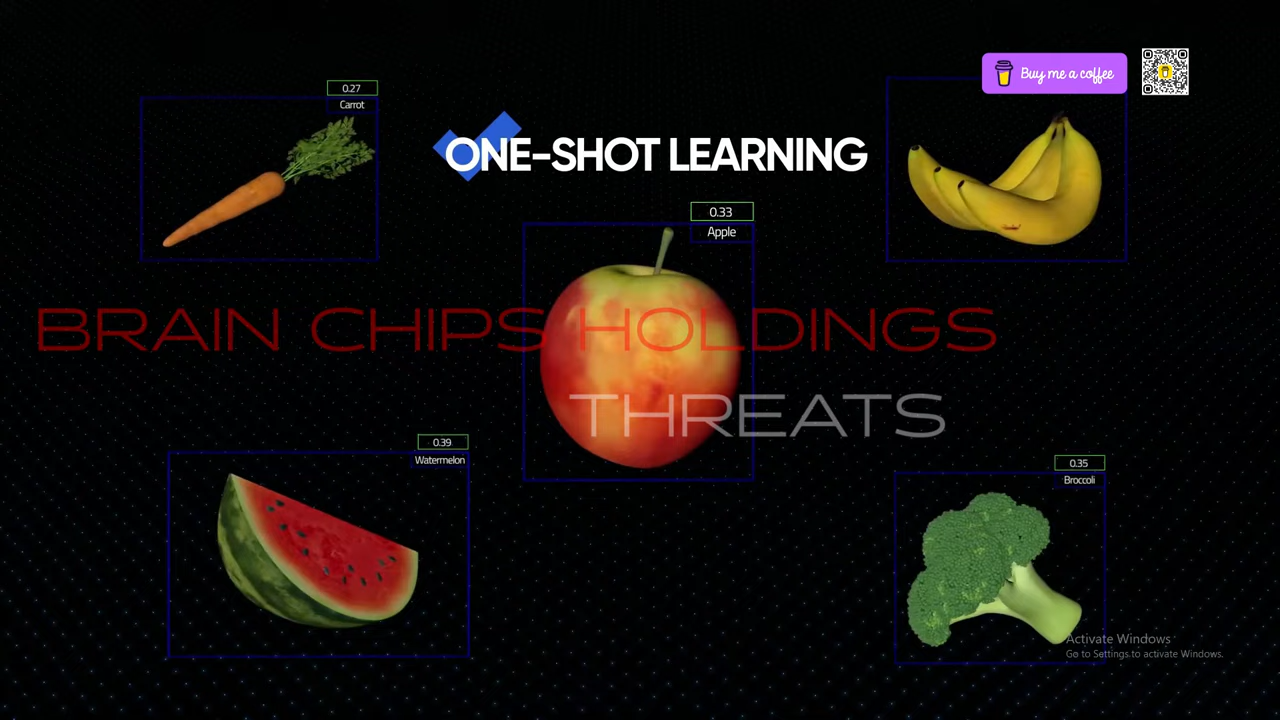 Buy me a coffee
0.27
Carrot
ONE-SHOT LEARNING
0.33
Apple
BRAIN CHIPS HOLDINGS
THREATS
0.39
Watermelon
0.35
Broccoli
Activate Windows
Go to Settings to activate Windows.